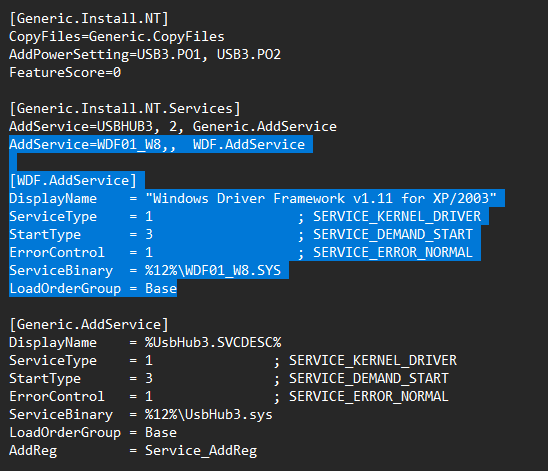 [Generic.Install.NT]
CopyFiles=Generic.CopyFiles
AddPowerSetting=USB3.PO1, USB3.PO2
FeatureScore=0

[Generic.Install.NT.Services]
AddService=USBHUB3, 2, Generic.AddService
AddService=WDF01_W8,,  WDF.AddService

[WDF.AddService]
DisplayName    = "Windows Driver Framework v1.11 for XP/2003"
ServiceType    = 1                  ; SERVICE_KERNEL_DRIVER
StartType      = 3                  ; SERVICE_DEMAND_START
ErrorControl   = 1                  ; SERVICE_ERROR_NORMAL
ServiceBinary  = %12%\WDF01_W8.SYS
LoadOrderGroup = Base

[Generic.AddService]
DisplayName    = %UsbHub3.SVCDESC%
ServiceType    = 1               ; SERVICE_KERNEL_DRIVER
StartType      = 3               ; SERVICE_DEMAND_START
ErrorControl   = 1               ; SERVICE_ERROR_NORMAL
ServiceBinary  = %12%\UsbHub3.sys
LoadOrderGroup = Base
AddReg         = Service_AddReg